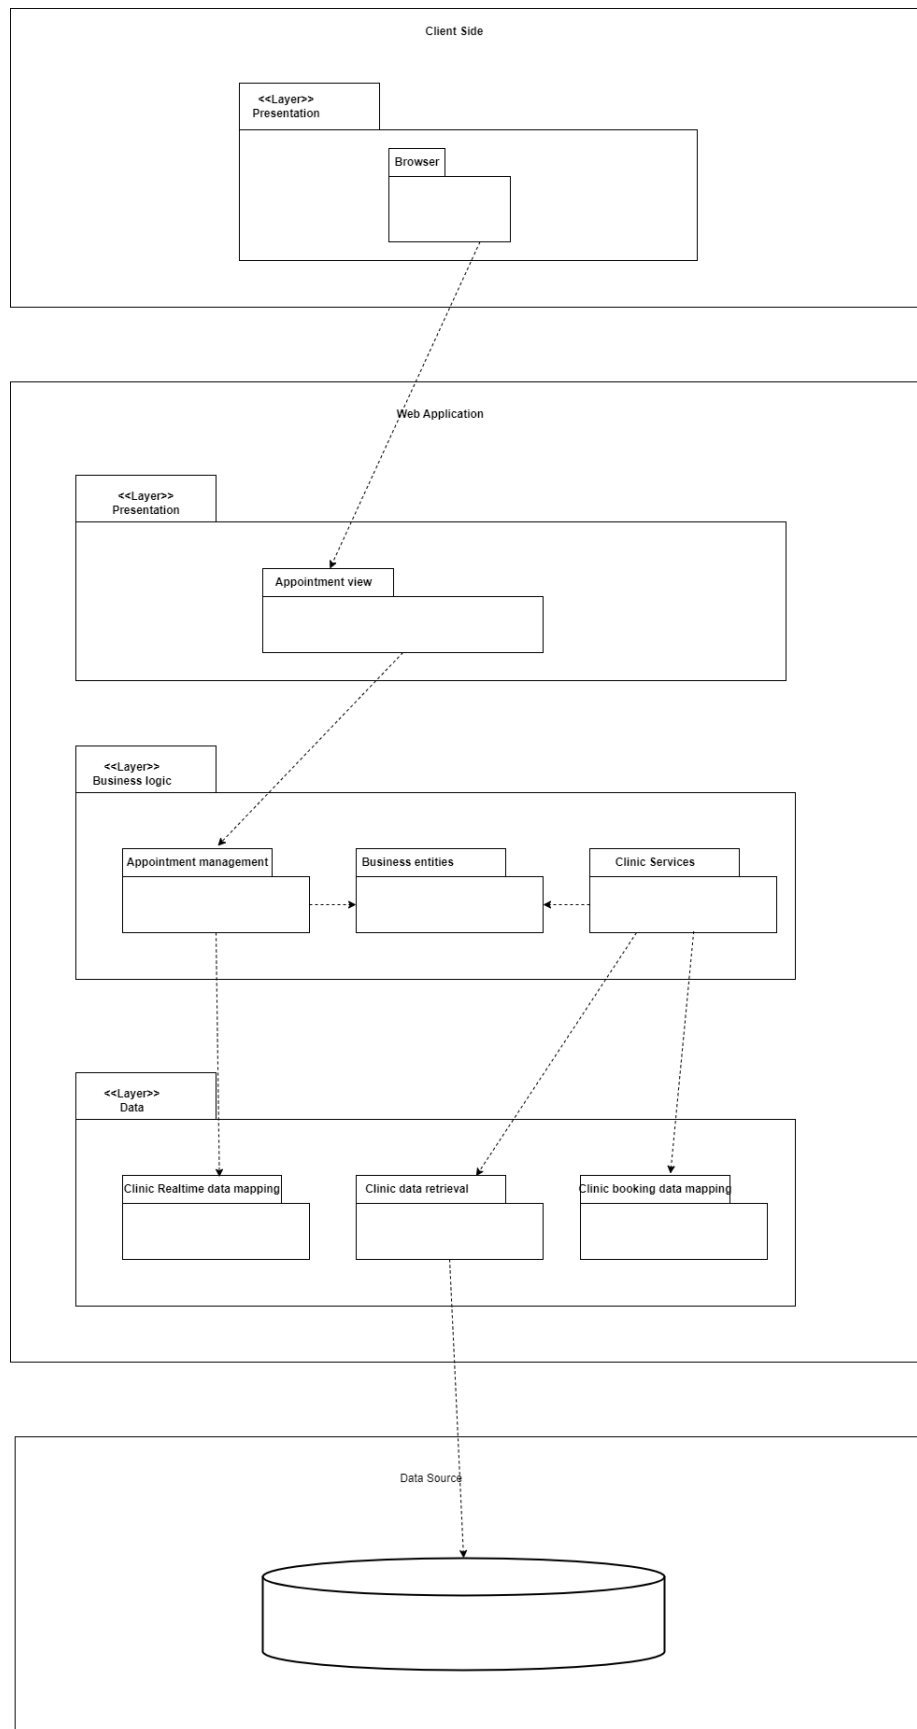 Client Side
<<Layer>>
Presentation
Browser
Web Application
<<Layer>>
Presentation
Appointment view
<<Layer>>
Business logic
Appointment management
Business entities
Clinic Services
<<Layer>>
Data
Clinic Realtime data mapping
Clinic data retrieval
Clinic booking data mapping
Data Source